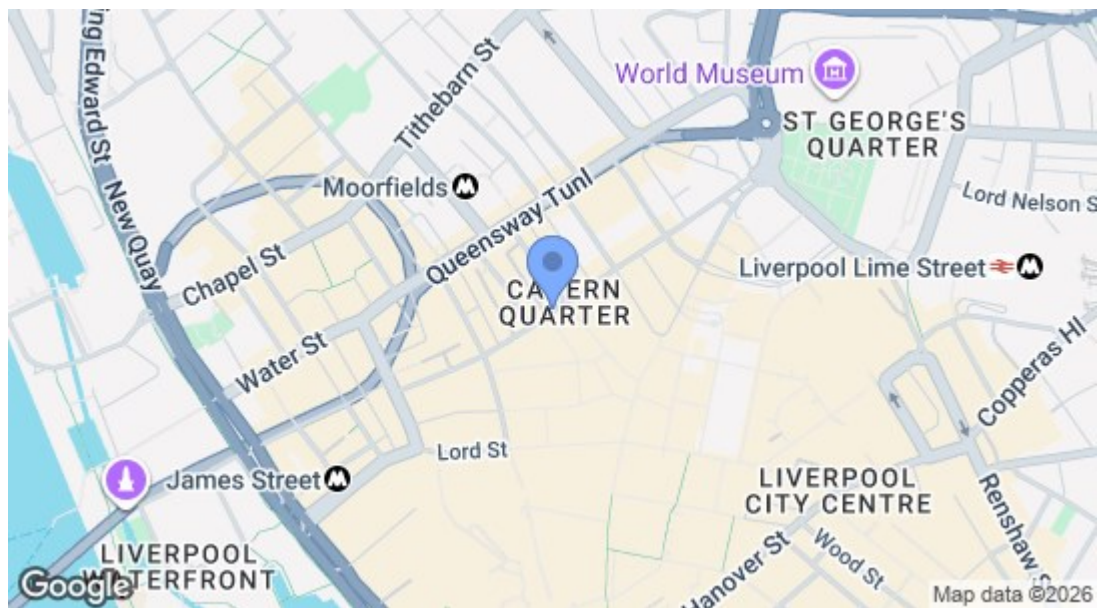 King Edward St
New Quay
Tithebarn St
World Museum
ST GEORGE'S
QUARTER
Moorfields
Queensway Tunl
Lord Nelson S
Chapel St
CAVERN
QUARTER
Liverpool Lime Street
Water St
Copperas Hl
Lord St
James Street
LIVERPOOL
CITY CENTRE
Renshaw S
Wood St
Hanover St
LIVERPOOL
WATERFRONT
Google
Map data ©2026